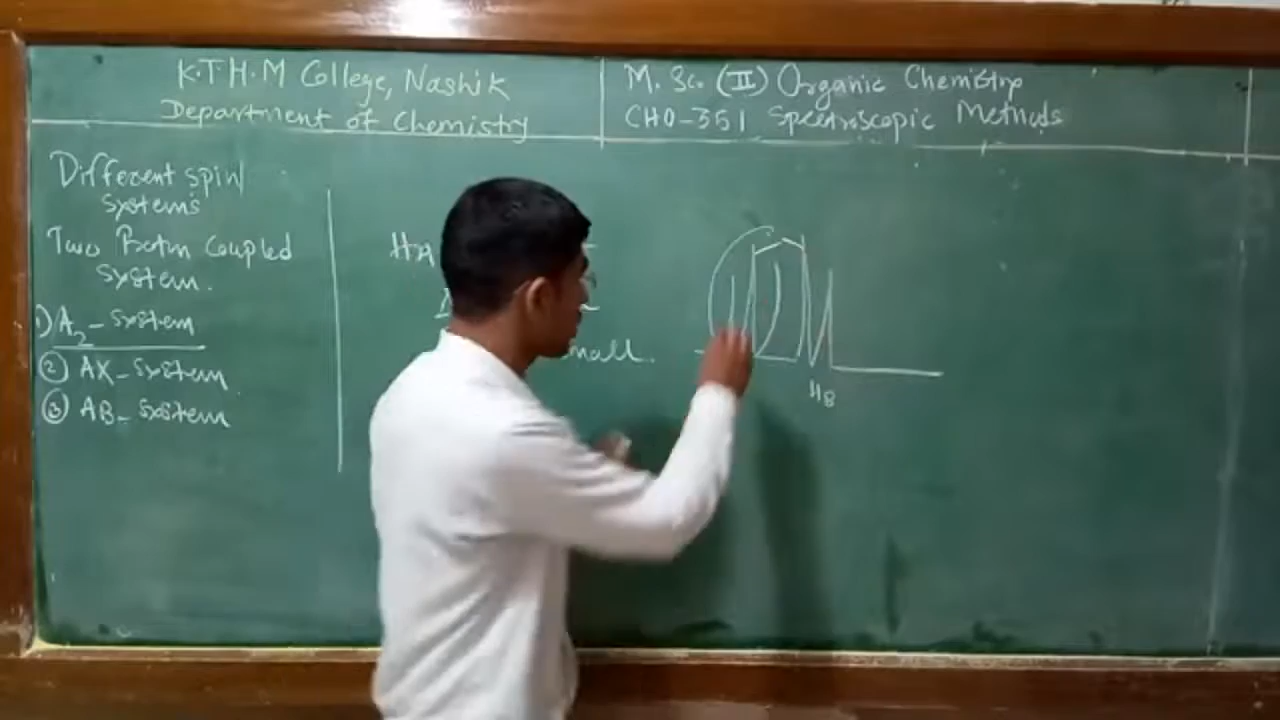 K.T.H.M College, Nashik
Department of Chemistry
M. Sc. (II) Organic Chemistry
CHO-351 Spectroscopic Methods
Different spin
systems
Two Proton Coupled
system.
1) A2 - system
② AX - system
③ AB - system
HA
mall.
HB